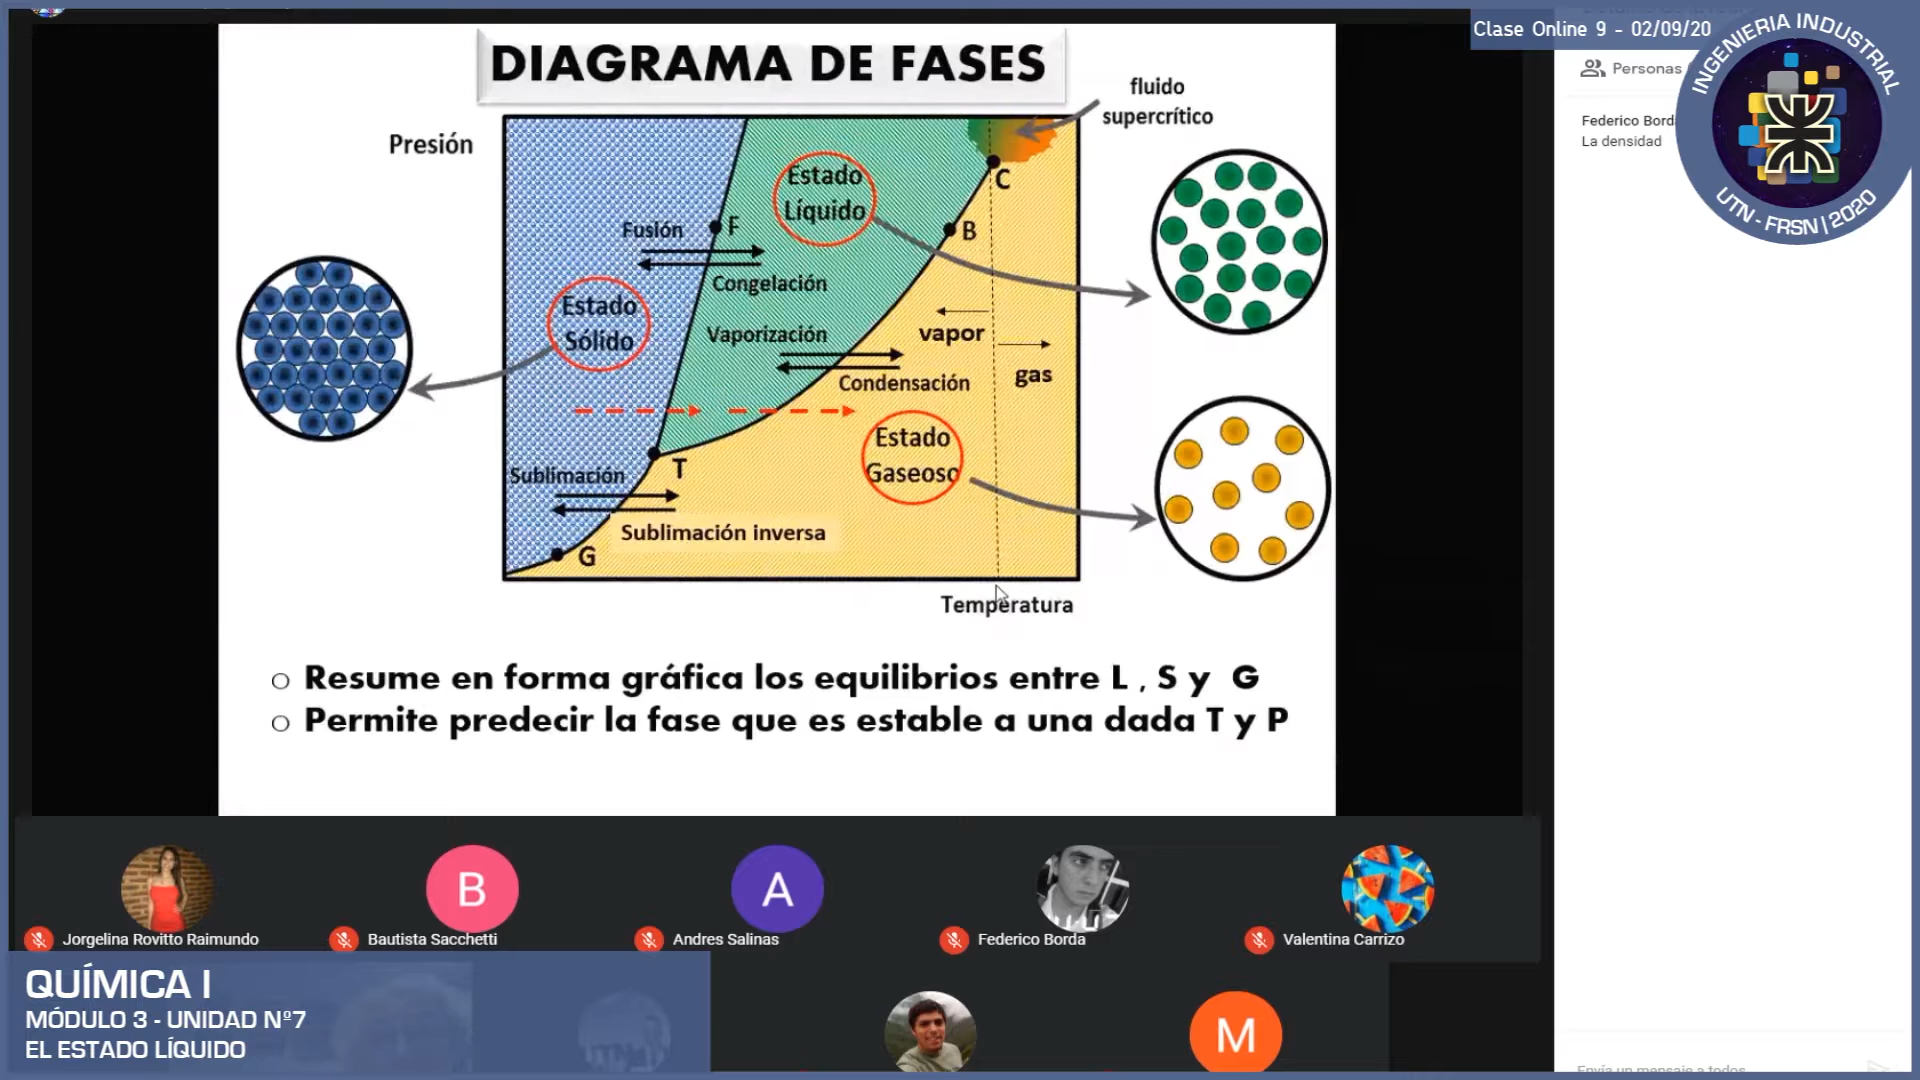 Clase Online 9 - 02/09/20
INGENIERIA INDUSTRIAL
UTN - FRSN | 2020
Personas
Federico Borda
La densidad
DIAGRAMA DE FASES
fluido
supercrítico
Presión
Estado
Líquido
C
Fusión
F
B
Congelación
Estado
Sólido
Vaporización
vapor
gas
Condensación
Estado
Gaseoso
T
Sublimación
Sublimación inversa
G
Temperatura
Resume en forma gráfica los equilibrios entre L , S y G
Permite predecir la fase que es estable a una dada T y P
B
A
Jorgelina Rovitto Raimundo
Bautista Sacchetti
Andres Salinas
Federico Borda
Valentina Carrizo
QUÍMICA I
MÓDULO 3 - UNIDAD Nº7
EL ESTADO LÍQUIDO
M
Envía un mensaje a todos